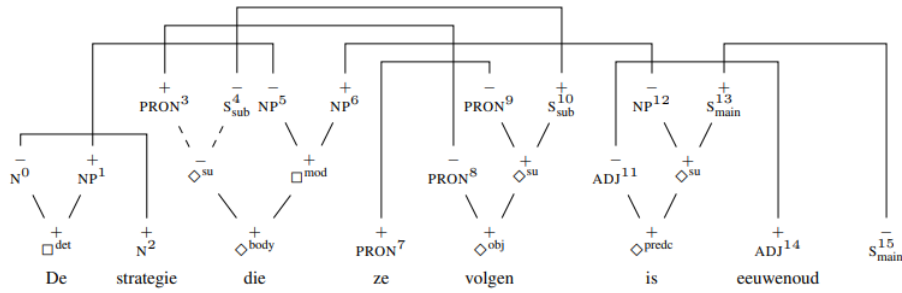 + − − + − + − +
PRON³ S⁴sub NP⁵ NP⁶ PRON⁹ S¹⁰sub NP¹² S¹³main
− + − + − + − +
N⁰ NP¹ ◇su □mod PRON⁸ ◇su ADJ¹¹ ◇su
+ + + + + + + −
□det N² ◇body PRON⁷ ◇obj ◇predc ADJ¹⁴ S¹⁵main
De strategie die ze volgen is eeuwenoud